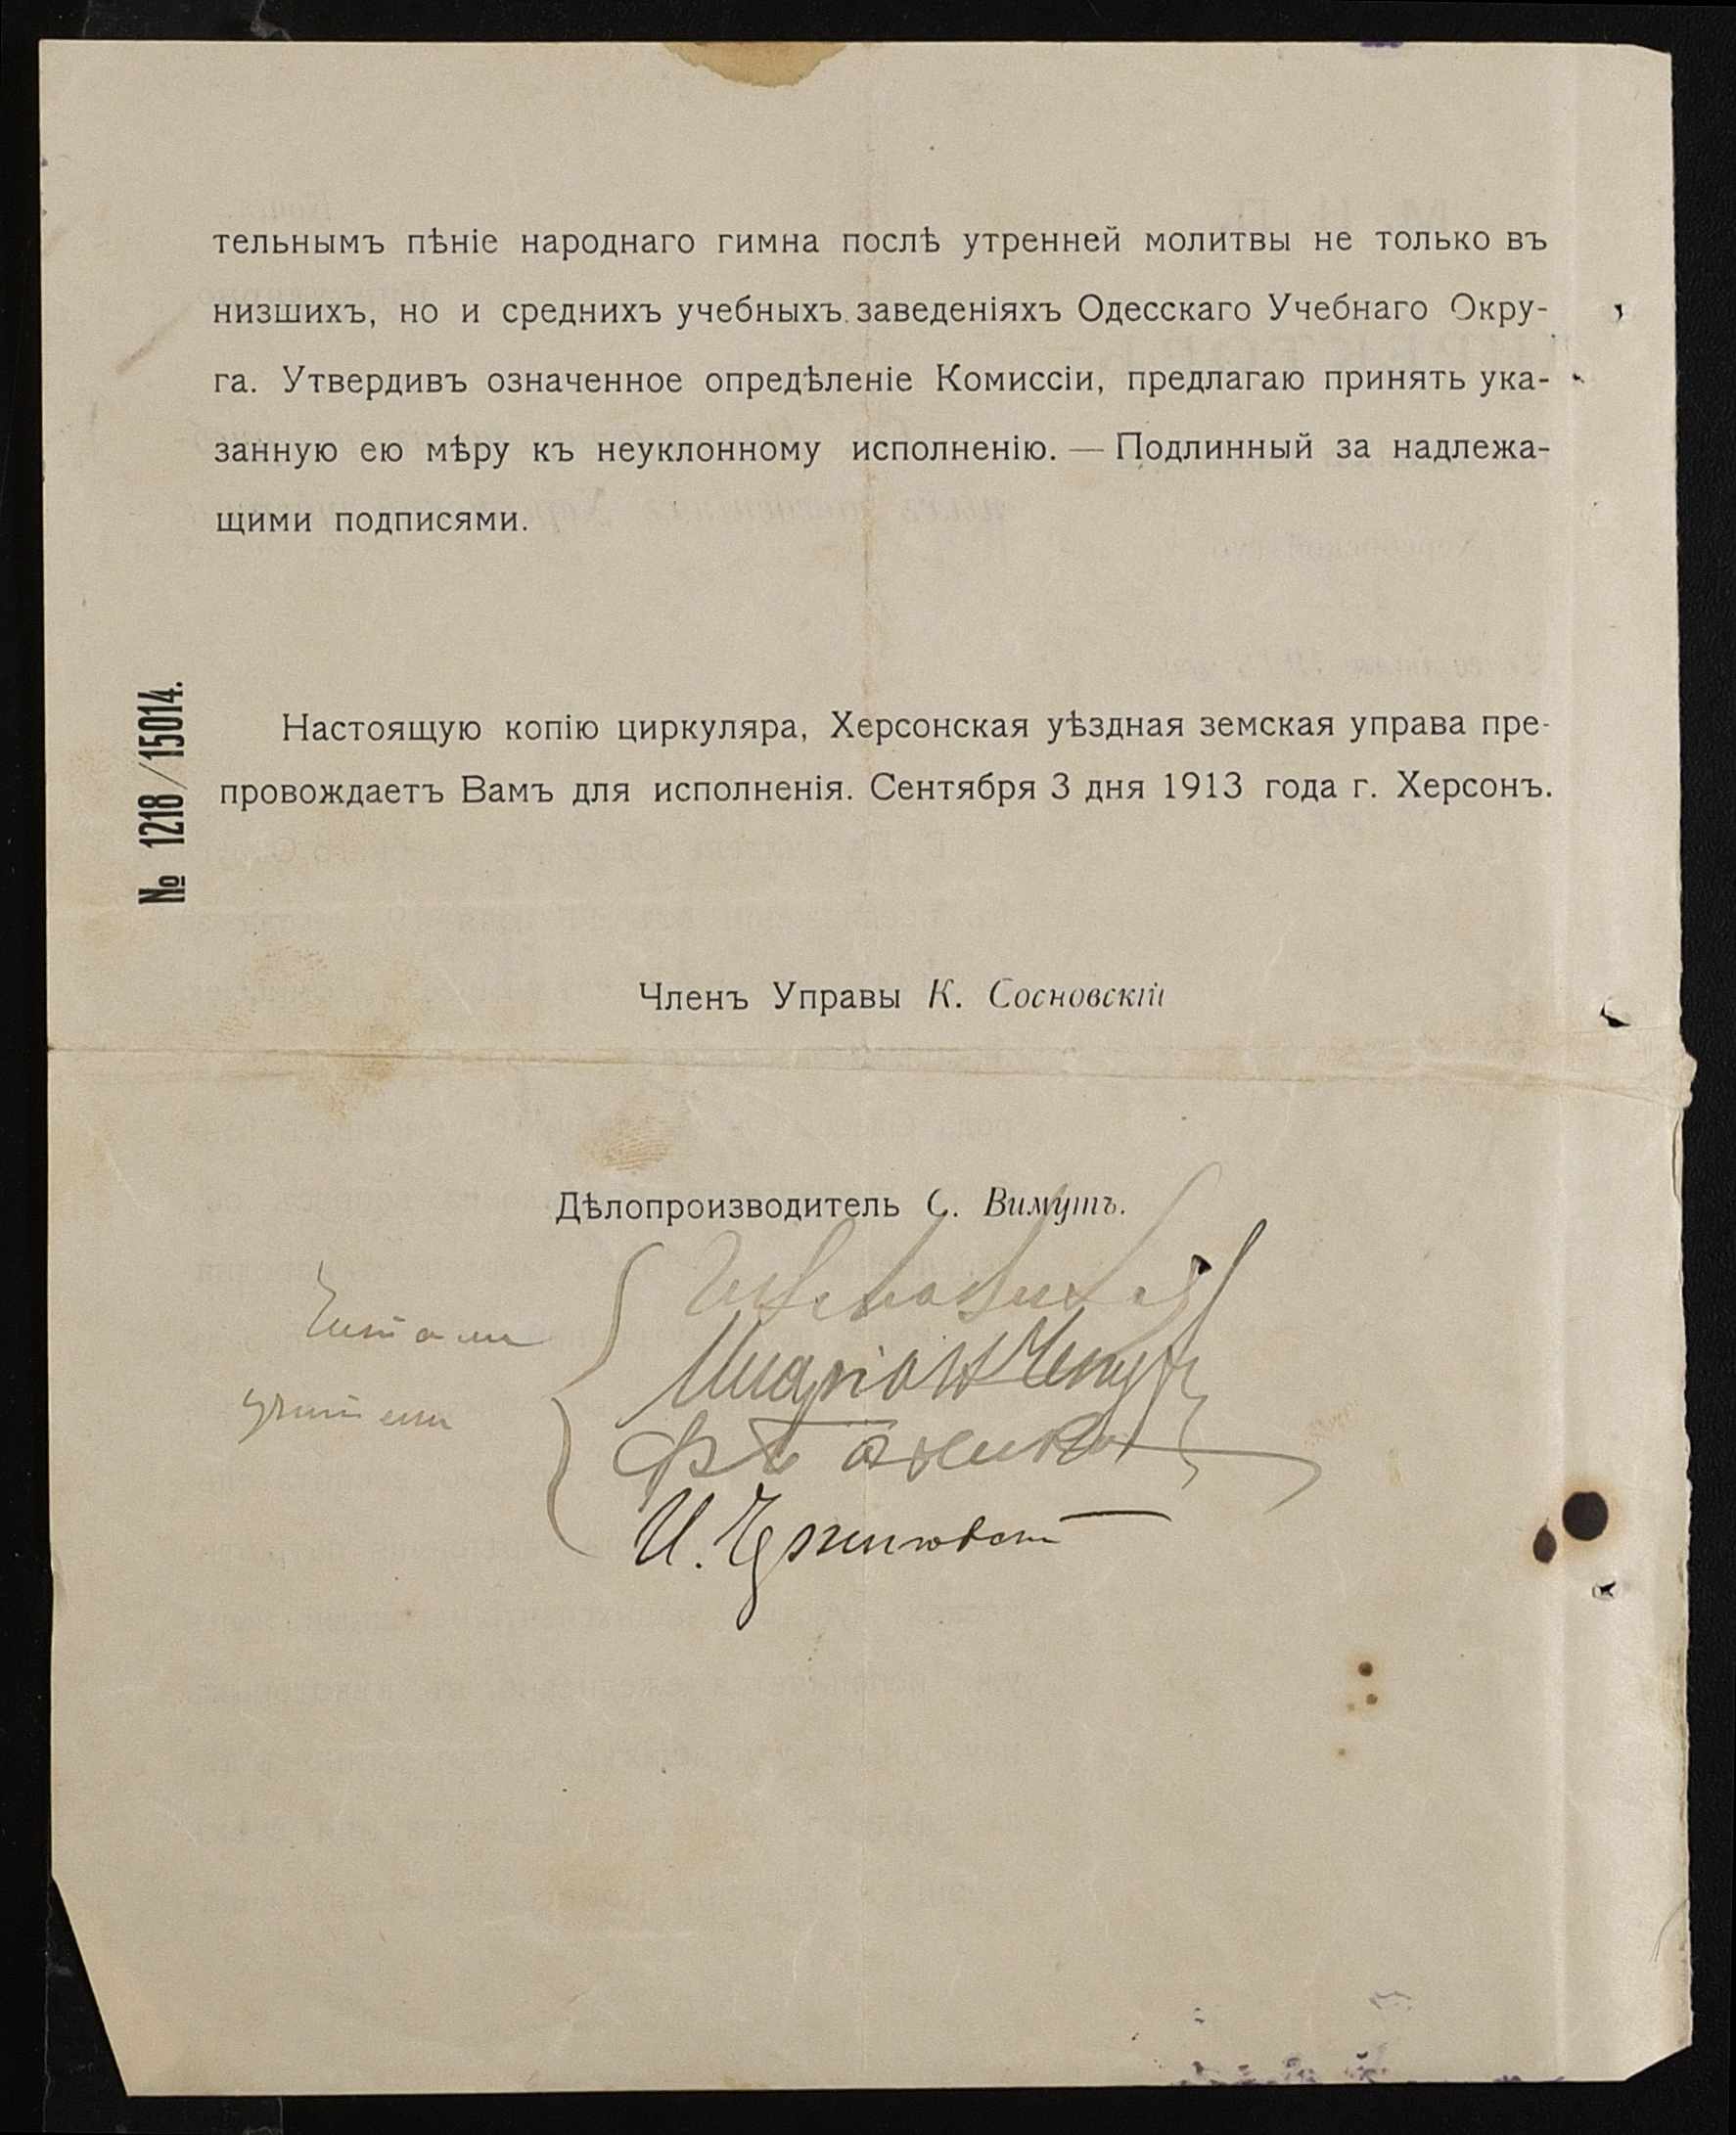 тельнымъ пѣніе народнаго гимна послѣ утренней молитвы не только въ
низшихъ, но и среднихъ учебныхъ заведеніяхъ Одесскаго Учебнаго Окру-
га. Утвердивъ означенное опредѣленіе Комиссіи, предлагаю принять ука-
занную ею мѣру къ неуклонному исполненію. — Подлинный за надлежа-
щими подписями.
№ 1218/15014.
Настоящую копію циркуляра, Херсонская уѣздная земская управа пре-
провождаетъ Вамъ для исполненія. Сентября 3 дня 1913 года г. Херсонъ.
Членъ Управы К. Сосновскій
Дѣлопроизводитель С. Вимутъ.
Читали
учителя
И.